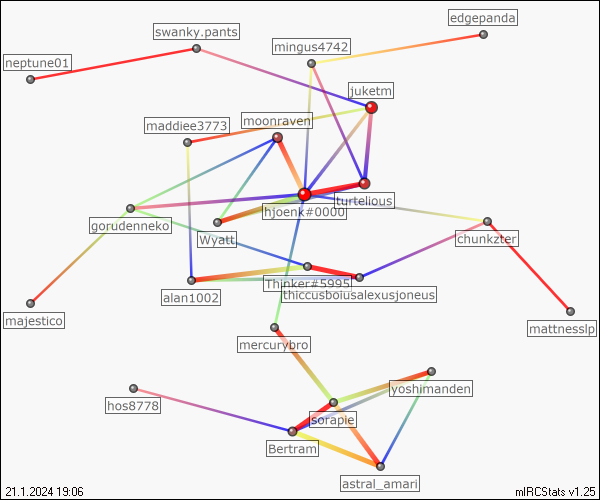 edgepanda
swanky.pants
mingus4742
neptune01
juketm
moonraven
maddiee3773
turtelious
hjoenk#0000
gorudenneko
Wyatt
chunkzter
Thinker#5995
thiccusboiusalexusjoneus
alan1002
majestico
mattnesslp
mercurybro
yoshimanden
hos8778
sorapie
Bertram
astral_amari
21.1.2024 19:06
mIRCStats v1.25